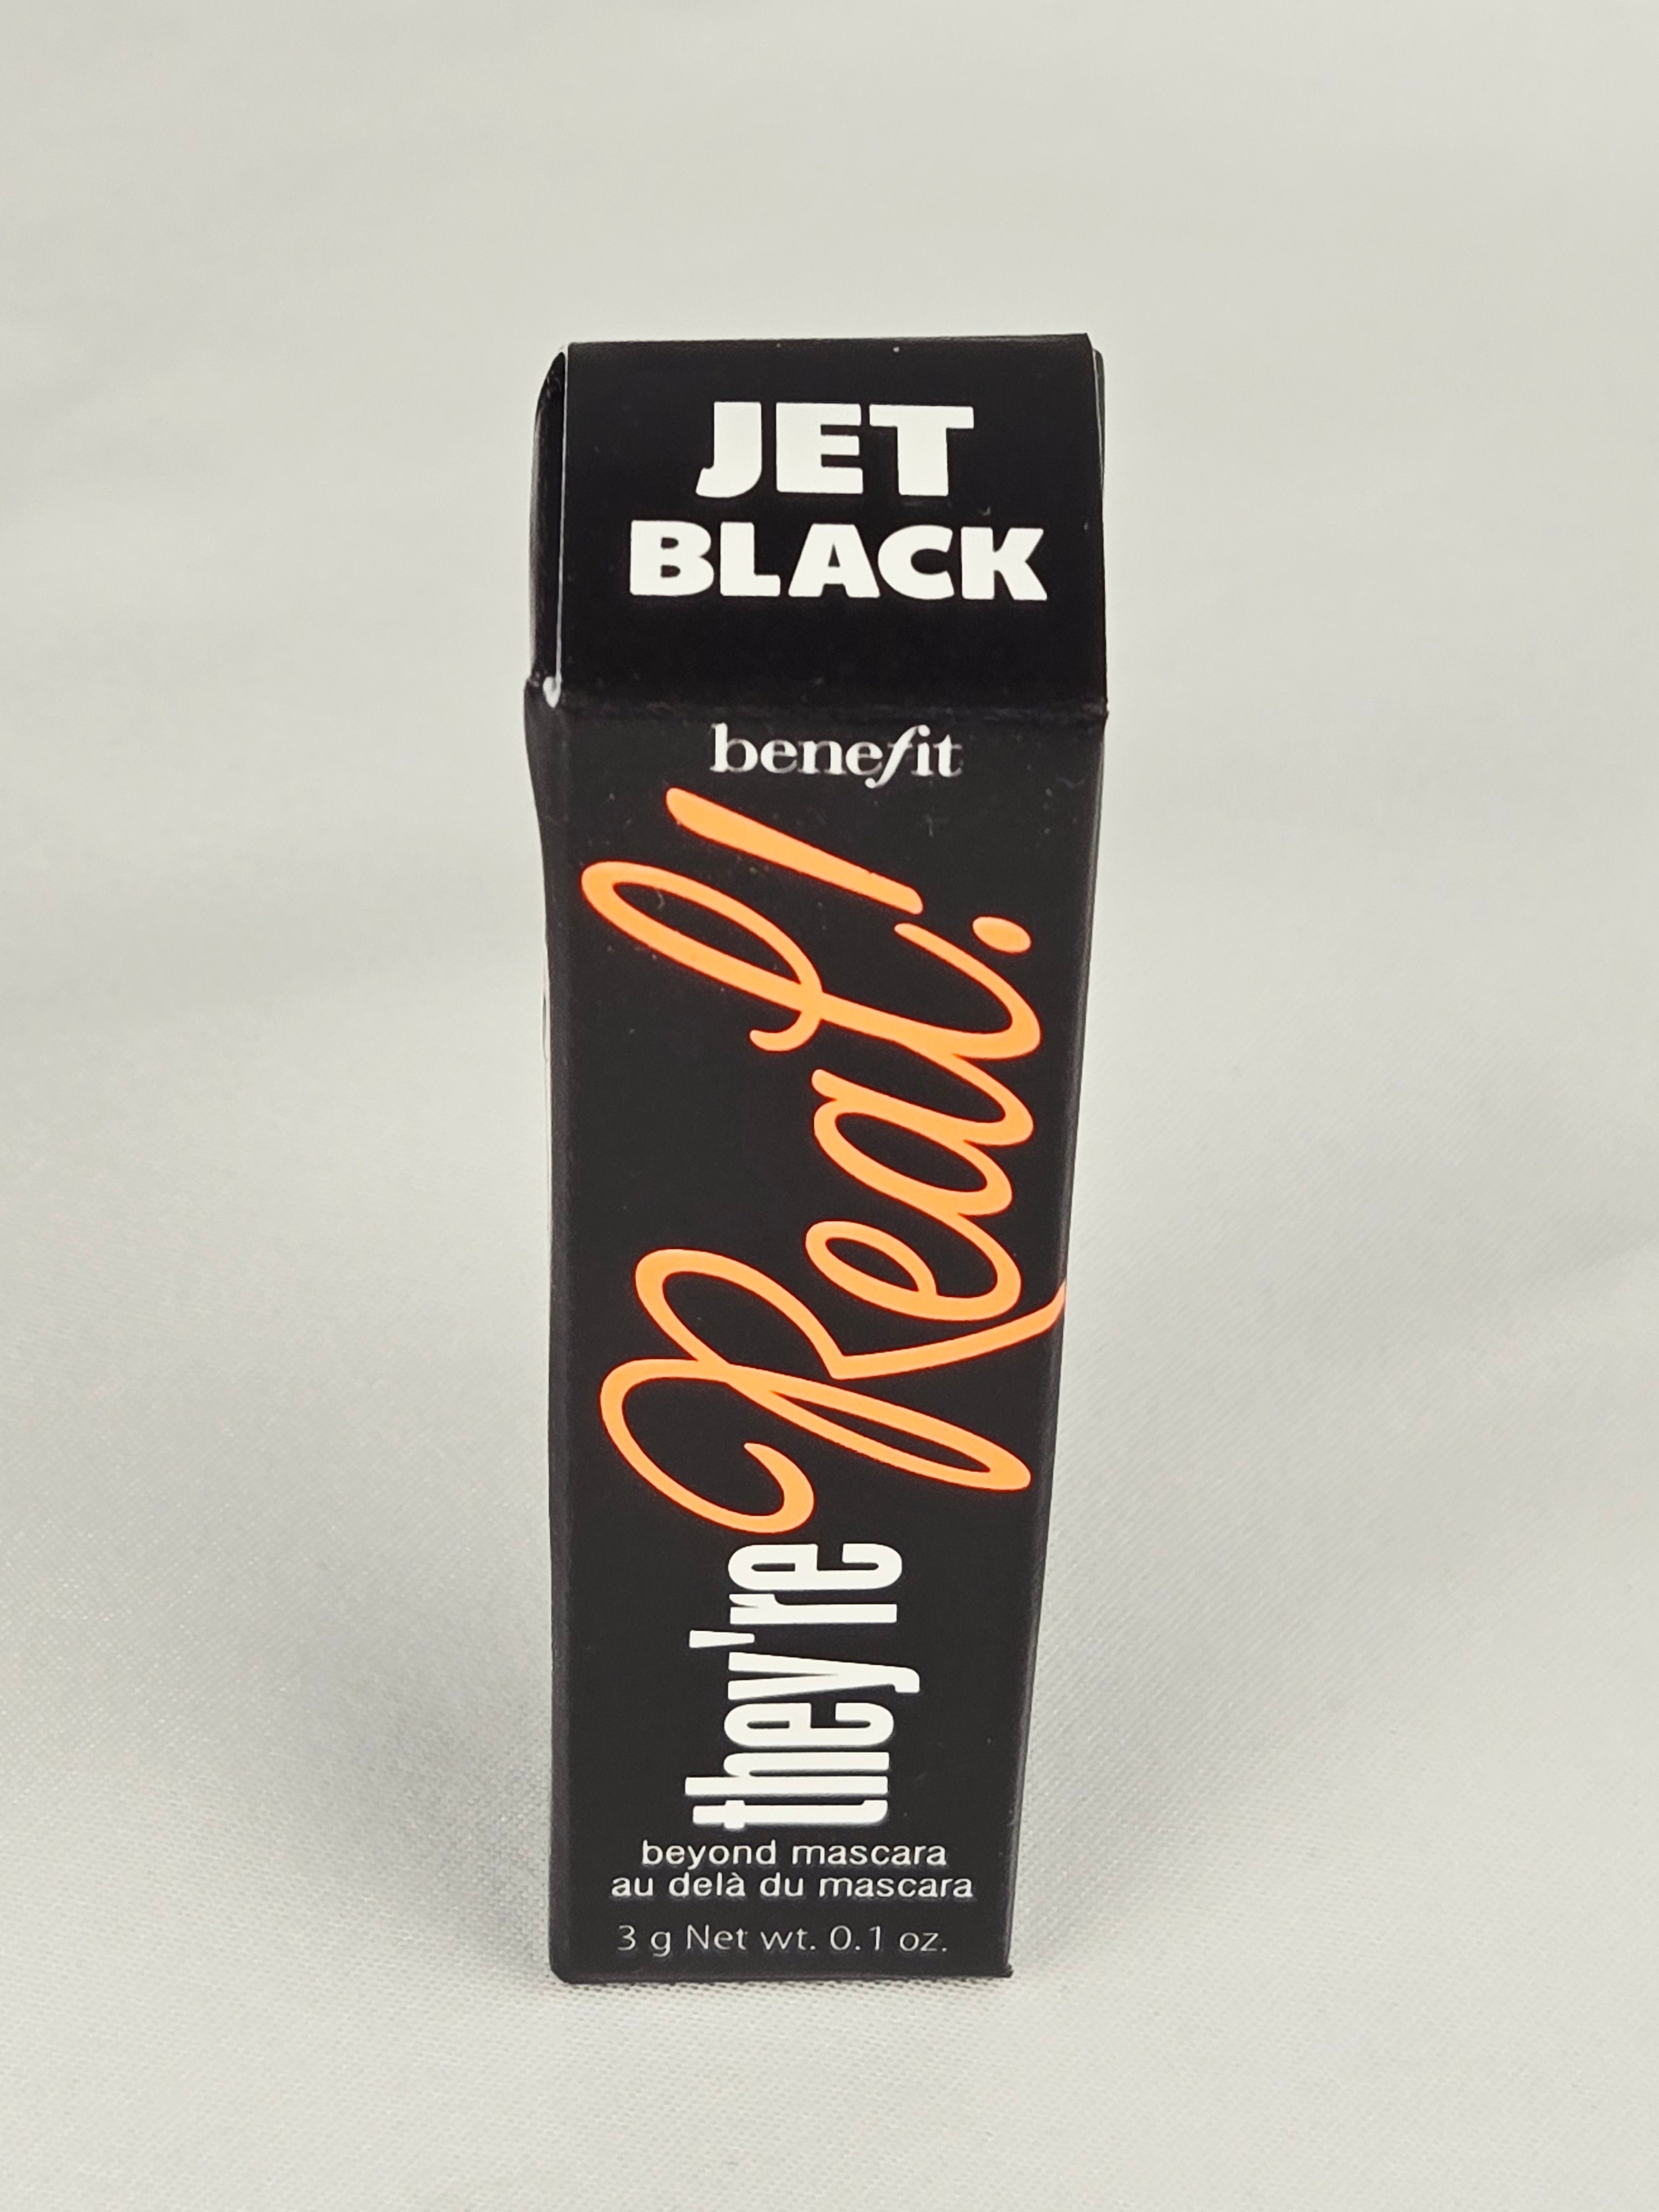 JET
BLACK
benefit
they're Real!
beyond mascara
au delà du mascara
3 g Net wt. 0.1 oz.